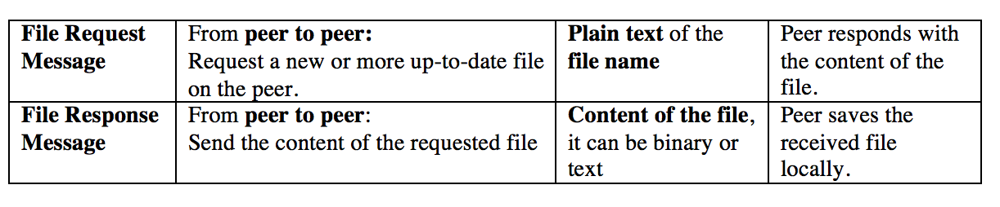 File Request Message
From peer to peer:
Request a new or more up-to-date file on the peer.
Plain text of the file name
Peer responds with the content of the file.
File Response Message
From peer to peer:
Send the content of the requested file
Content of the file, it can be binary or text
Peer saves the received file locally.